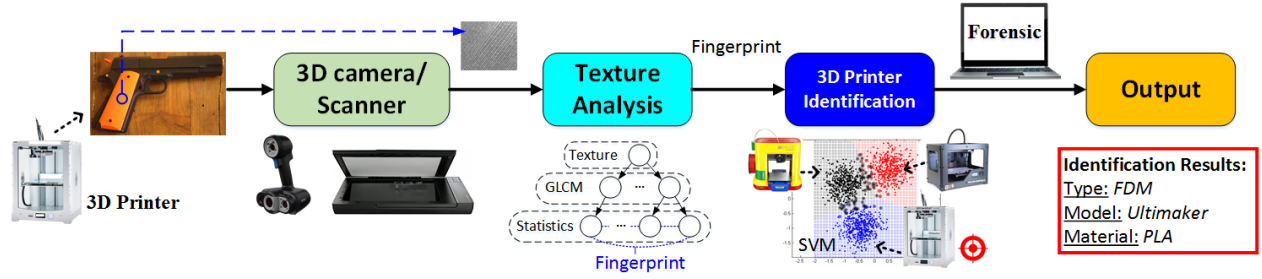 3D Printer
3D camera/
Scanner
Texture
Analysis
Texture
GLCM
...
Statistics
...
...
Fingerprint
Fingerprint
3D Printer
Identification
SVM
Forensic
Output
Identification Results:
Type: FDM
Model: Ultimaker
Material: PLA